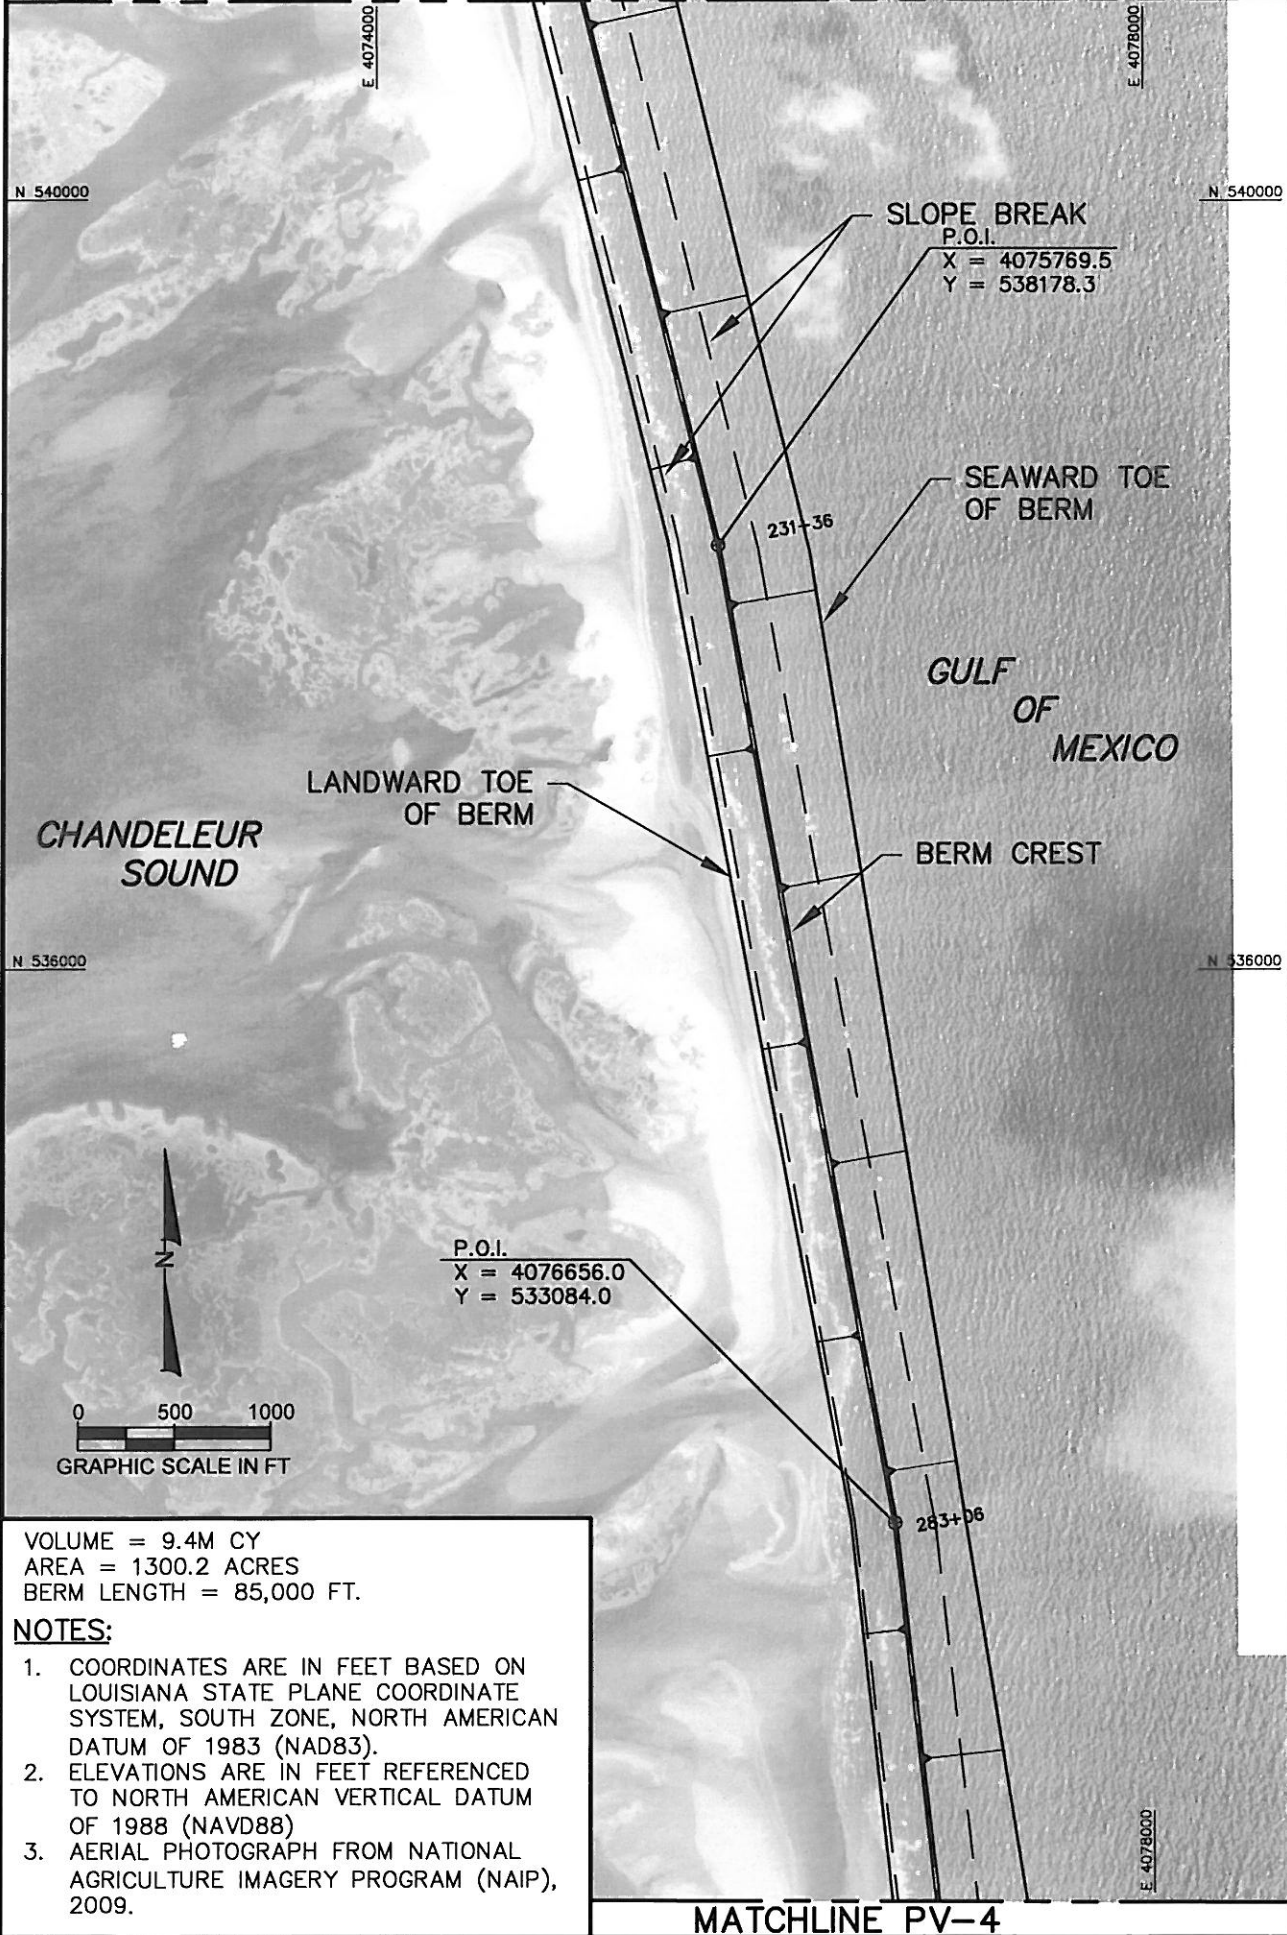 E 4074000
E 4078000
N 540000
N 540000
SLOPE BREAK
P.O.I.
X = 4075769.5
Y = 538178.3
SEAWARD TOE
OF BERM
231+36
GULF
OF
MEXICO
LANDWARD TOE
OF BERM
CHANDELEUR
SOUND
BERM CREST
N 536000
N 536000
N
P.O.I.
X = 4076656.0
Y = 533084.0
0 500 1000
GRAPHIC SCALE IN FT
283+06
VOLUME = 9.4M CY
AREA = 1300.2 ACRES
BERM LENGTH = 85,000 FT.
NOTES:
1. COORDINATES ARE IN FEET BASED ON
LOUISIANA STATE PLANE COORDINATE
SYSTEM, SOUTH ZONE, NORTH AMERICAN
DATUM OF 1983 (NAD83).
2. ELEVATIONS ARE IN FEET REFERENCED
TO NORTH AMERICAN VERTICAL DATUM
OF 1988 (NAVD88)
3. AERIAL PHOTOGRAPH FROM NATIONAL
AGRICULTURE IMAGERY PROGRAM (NAIP),
2009.
E 4078000
MATCHLINE PV-4